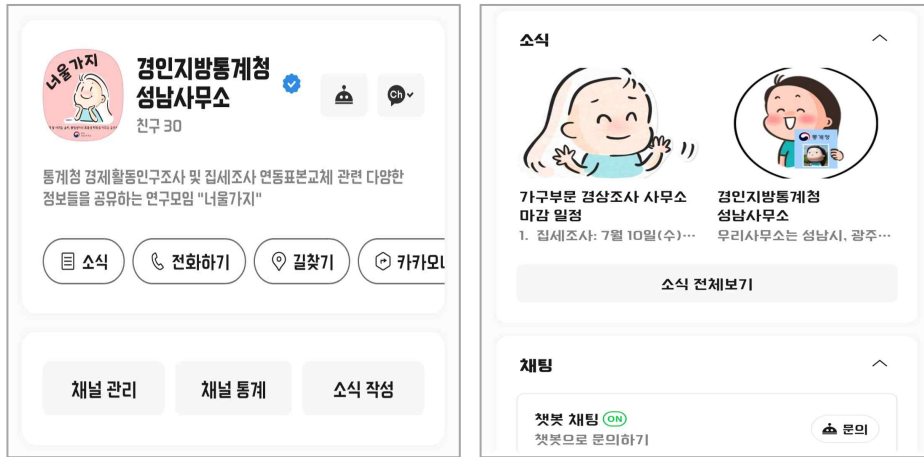 너울가지
경인지방통계청
성남사무소
친구 30
Ch
통계청 경제활동인구조사 및 집세조사 연동표본교체 관련 다양한
정보들을 공유하는 연구모임 "너울가지"
소식
전화하기
길찾기
카카오내
채널 관리
채널 통계
소식 작성
소식
통계청
가구부문 경상조사 사무소
마감 일정
1. 집세조사: 7월 10일(수)…
경인지방통계청
성남사무소
우리사무소는 성남시, 광주…
소식 전체보기
채팅
챗봇 채팅 ON
챗봇으로 문의하기
문의